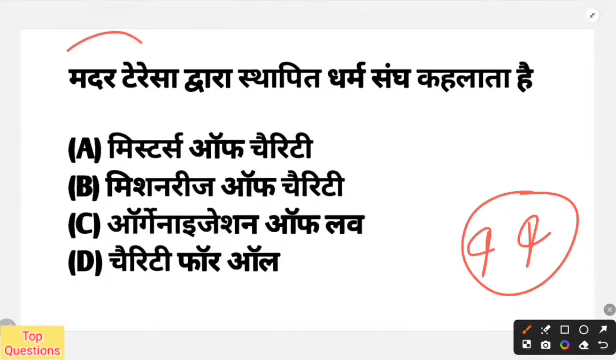 मदर टेरेसा द्वारा स्थापित धर्म संघ कहलाता है
(A) मिस्टर्स ऑफ चैरिटी
(B) मिशनरीज ऑफ चैरिटी
(C) ऑर्गेनाइजेशन ऑफ लव
(D) चैरिटी फॉर ऑल
Top
Questions